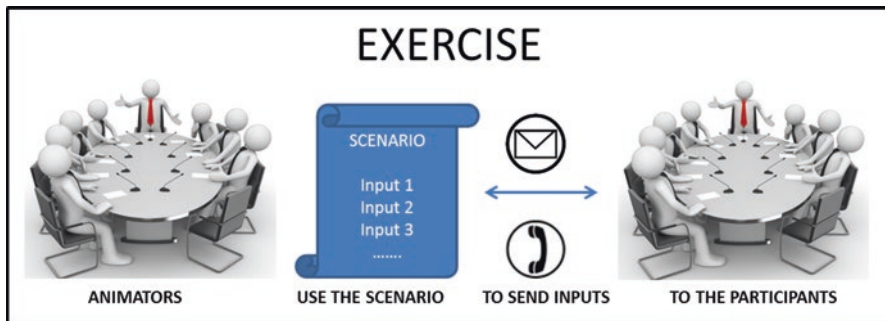 EXERCISE
SCENARIO
Input 1
Input 2
Input 3
.......
ANIMATORS
USE THE SCENARIO
TO SEND INPUTS
TO THE PARTICIPANTS